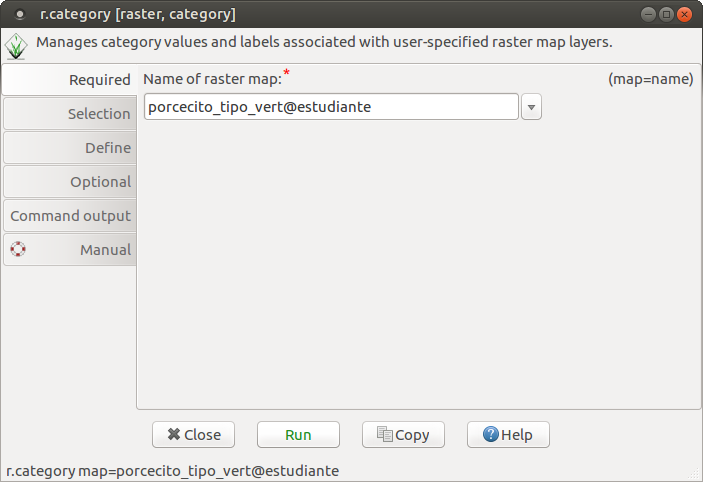 r.category [raster, category]
Manages category values and labels associated with user-specified raster map layers.
Required
Selection
Define
Optional
Command output
Manual
Name of raster map:* (map=name)
porcecito_tipo_vert@estudiante
Close Run Copy Help
r.category map=porcecito_tipo_vert@estudiante